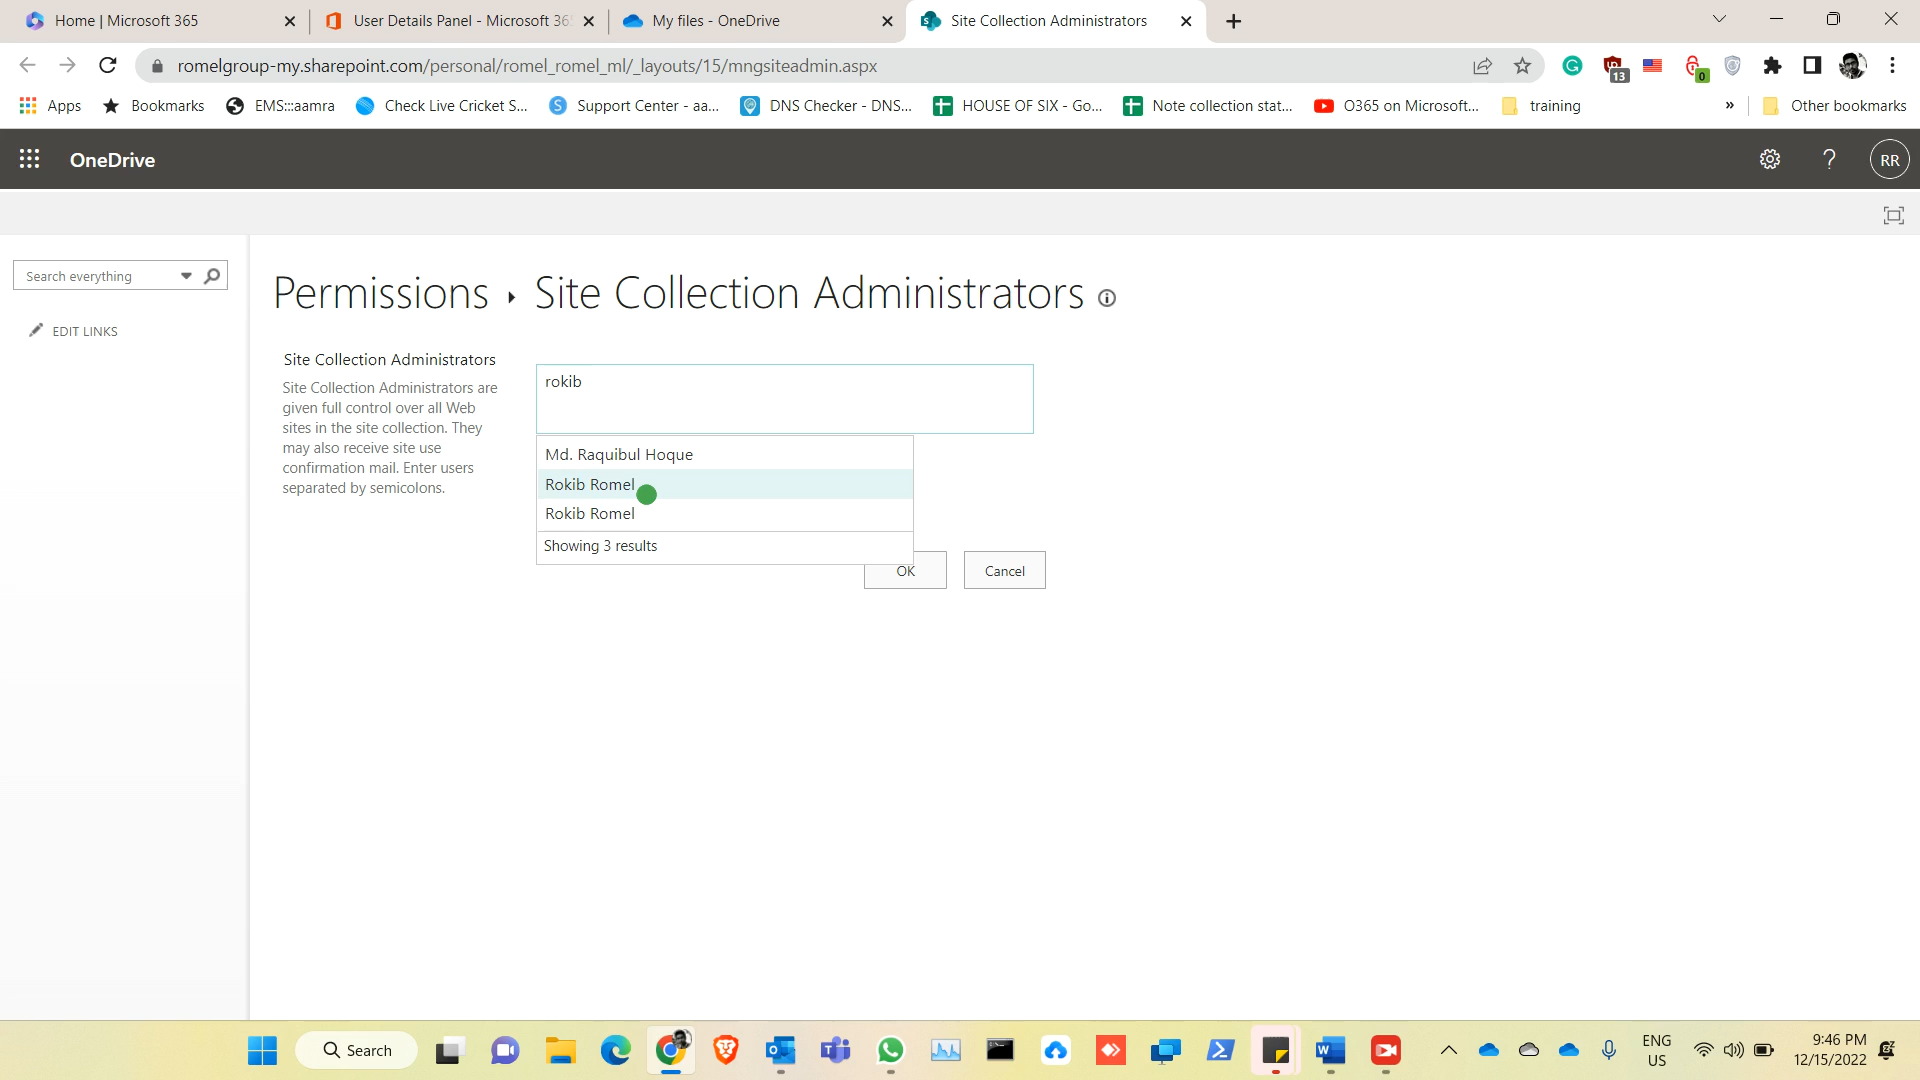 Home | Microsoft 365
User Details Panel - Microsoft 36
My files - OneDrive
Site Collection Administrators
romelgroup-my.sharepoint.com/personal/romel_romel_ml/_layouts/15/mngsiteadmin.aspx
13
0
Apps
Bookmarks
EMS:::aamra
Check Live Cricket S...
Support Center - aa...
DNS Checker - DNS...
HOUSE OF SIX - Go...
Note collection stat...
O365 on Microsoft...
training
»
Other bookmarks
OneDrive
?
RR
Search everything
EDIT LINKS
Permissions ▸ Site Collection Administrators
Site Collection Administrators
Site Collection Administrators are
given full control over all Web
sites in the site collection. They
may also receive site use
confirmation mail. Enter users
separated by semicolons.
rokib
Md. Raquibul Hoque
Rokib Romel
Rokib Romel
Showing 3 results
OK
Cancel
Search
ENG
US
9:46 PM
12/15/2022